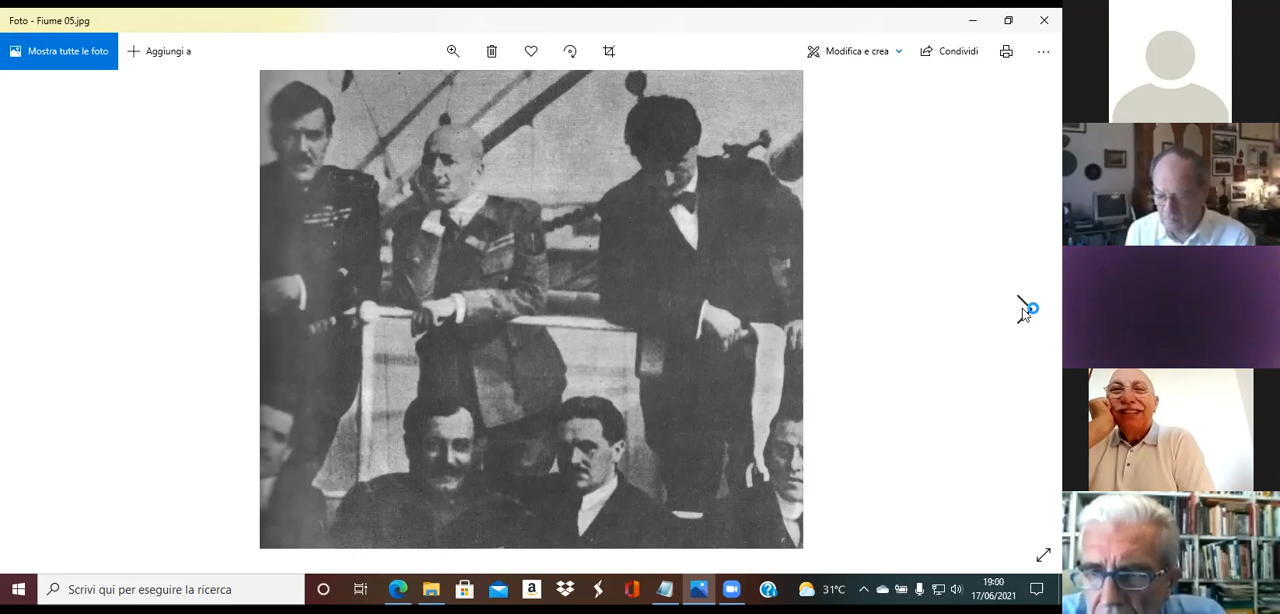 Foto - Fiume 05.jpg
Mostra tutte le foto
Aggiungi a
Modifica e crea
Condividi
Scrivi qui per eseguire la ricerca
31°C
19:00
17/06/2021